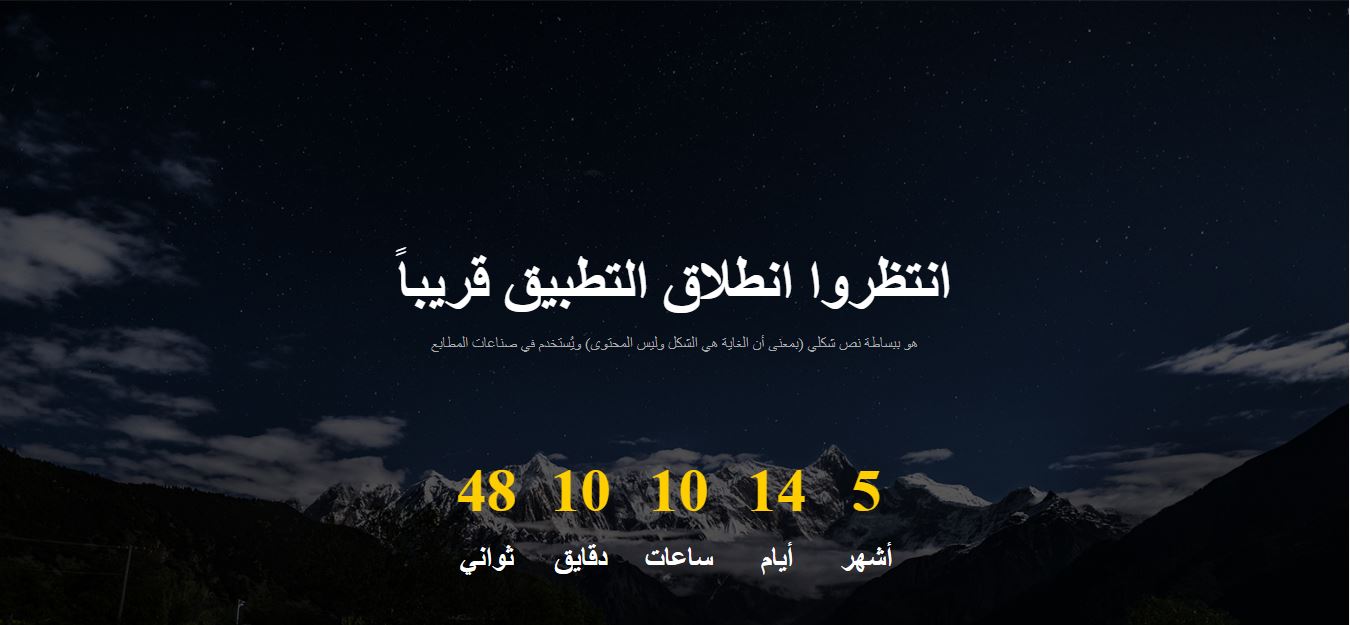 انتظروا انطلاق التطبيق قريباً
هو ببساطة نص شكلي (بمعنى أن الغاية هي الشكل وليس المحتوى) ويُستخدم في صناعات المطابع
5 14 10 10 48
أشهر أيام ساعات دقايق ثواني